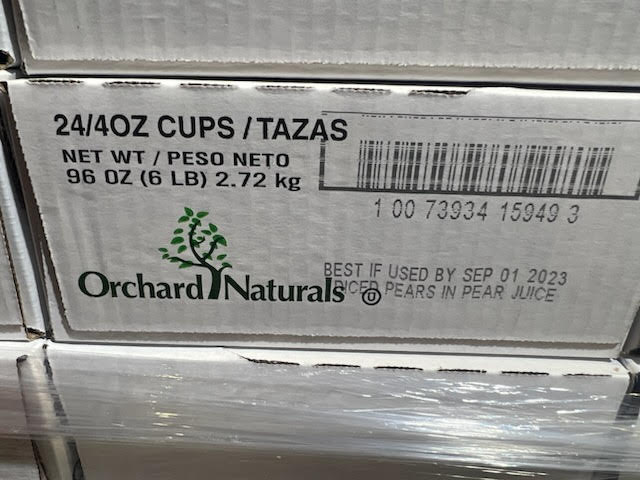 24/4OZ CUPS / TAZAS
NET WT / PESO NETO
96 OZ (6 LB) 2.72 kg
1 00 73934 15949 3
Orchard Naturals
BEST IF USED BY SEP 01 2023
DICED PEARS IN PEAR JUICE